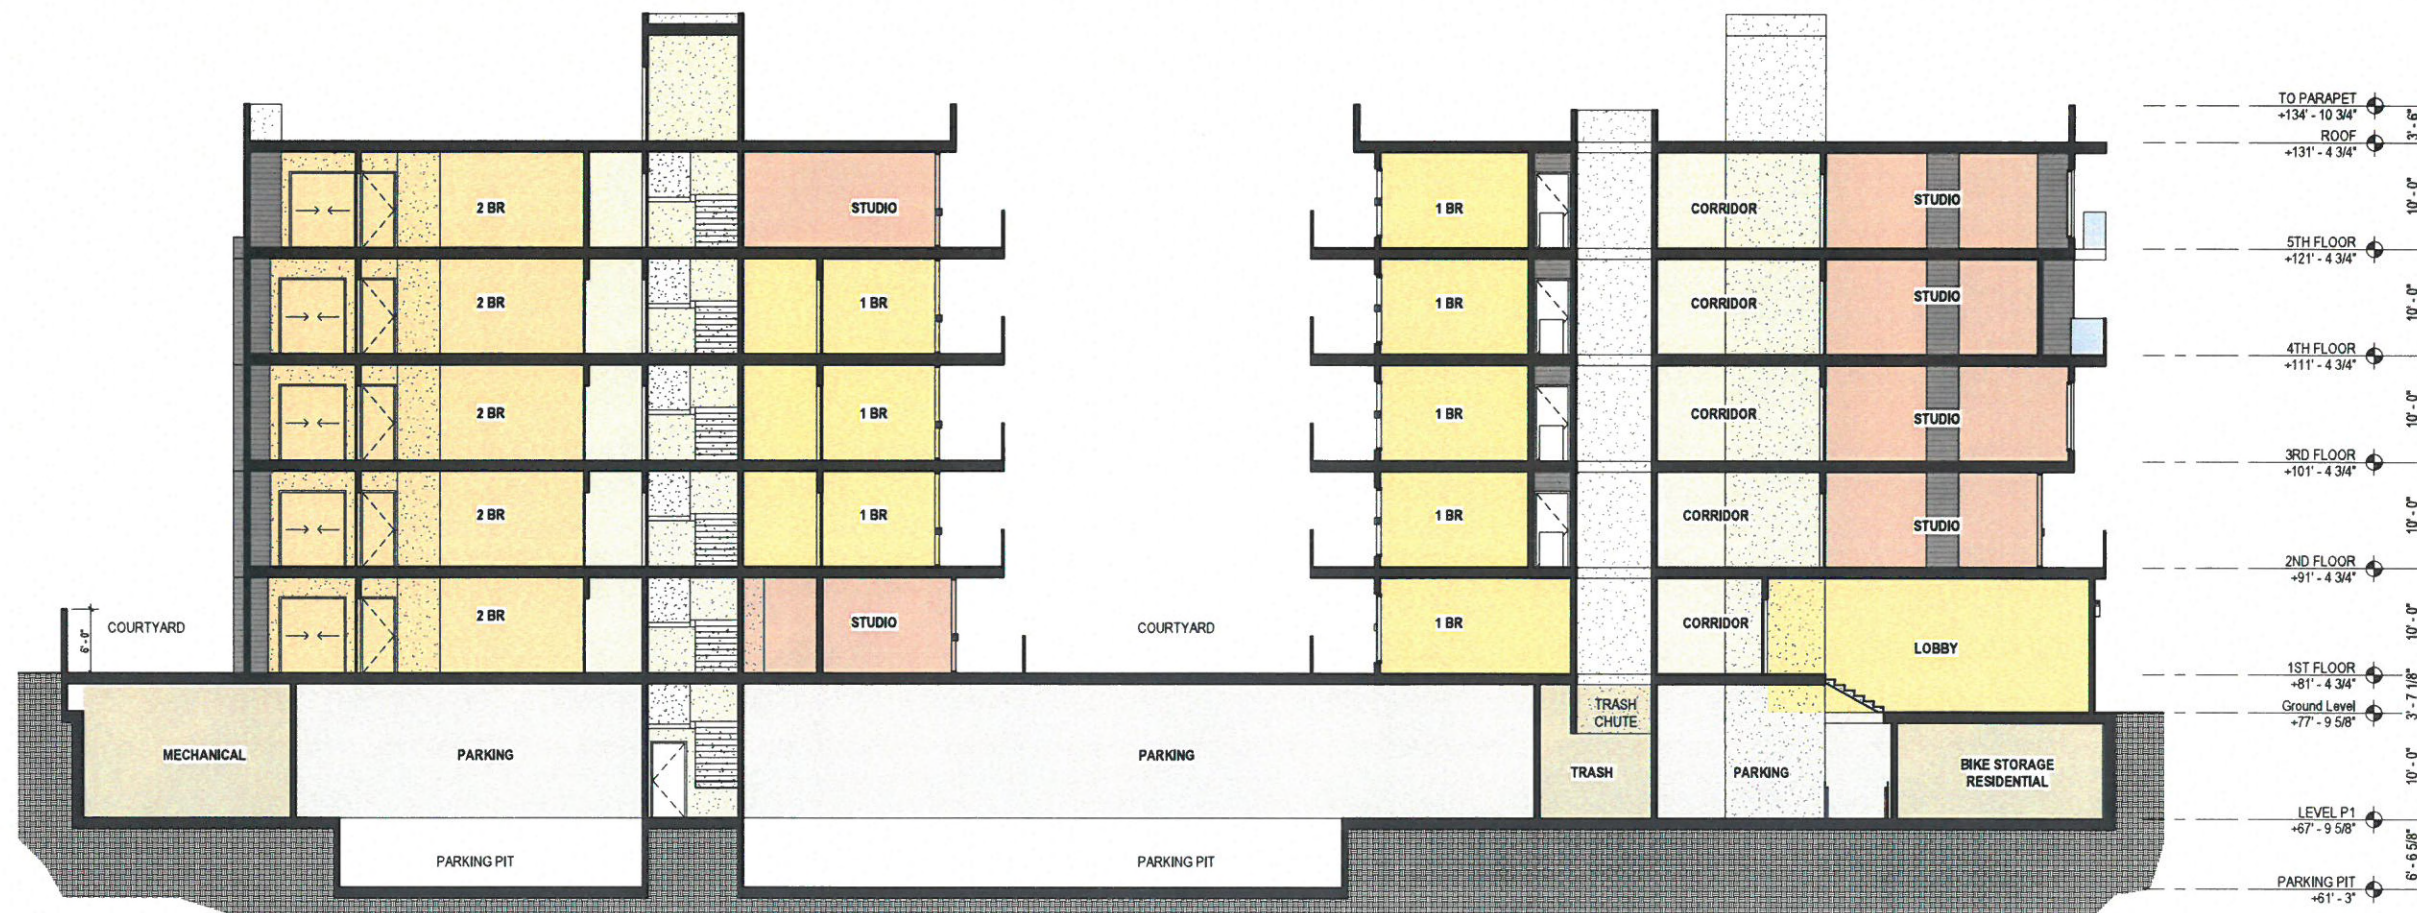 TO PARAPET
+134' - 10 3/4"
3' - 6"
ROOF
+131' - 4 3/4"
2 BR
STUDIO
1 BR
CORRIDOR
STUDIO
10' - 0"
5TH FLOOR
+121' - 4 3/4"
2 BR
1 BR
1 BR
CORRIDOR
STUDIO
10' - 0"
4TH FLOOR
+111' - 4 3/4"
2 BR
1 BR
1 BR
CORRIDOR
STUDIO
10' - 0"
3RD FLOOR
+101' - 4 3/4"
2 BR
1 BR
1 BR
CORRIDOR
STUDIO
10' - 0"
2ND FLOOR
+91' - 4 3/4"
COURTYARD
6' - 0"
2 BR
STUDIO
COURTYARD
1 BR
CORRIDOR
LOBBY
10' - 0"
1ST FLOOR
+81' - 4 3/4"
3' - 7 1/8"
TRASH
CHUTE
Ground Level
+77' - 9 5/8"
MECHANICAL
PARKING
PARKING
TRASH
PARKING
BIKE STORAGE
RESIDENTIAL
10' - 0"
LEVEL P1
+67' - 9 5/8"
PARKING PIT
PARKING PIT
6' - 6 5/8"
PARKING PIT
+61' - 3"